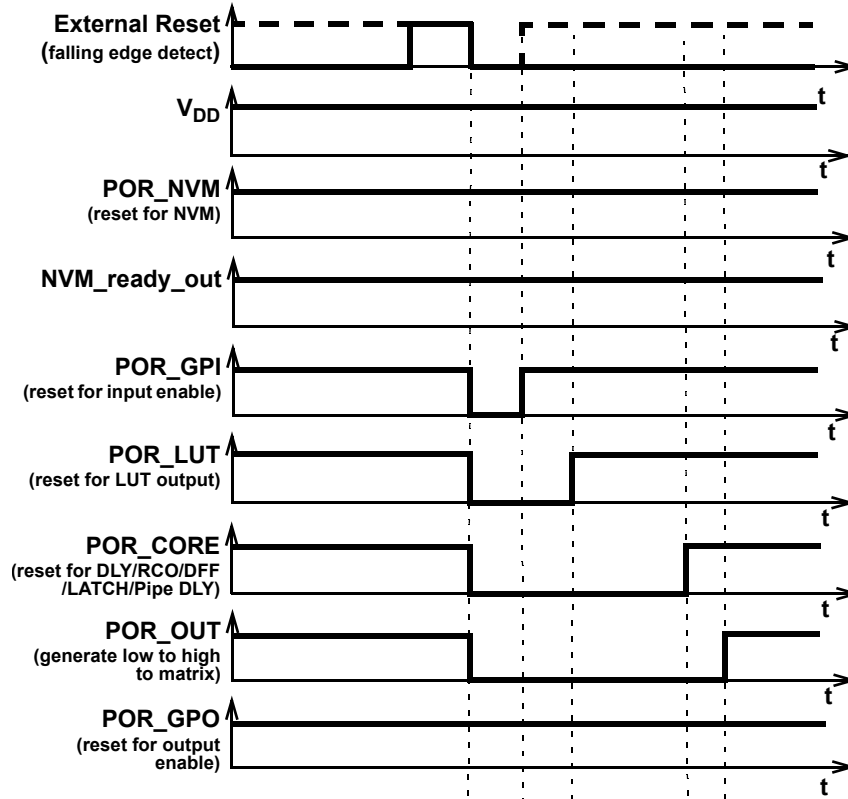 External Reset
(falling edge detect)
t
VDD
t
POR_NVM
(reset for NVM)
t
NVM_ready_out
t
POR_GPI
(reset for input enable)
t
POR_LUT
(reset for LUT output)
t
POR_CORE
(reset for DLY/RCO/DFF
/LATCH/Pipe DLY)
t
POR_OUT
(generate low to high
to matrix)
t
POR_GPO
(reset for output
enable)
t